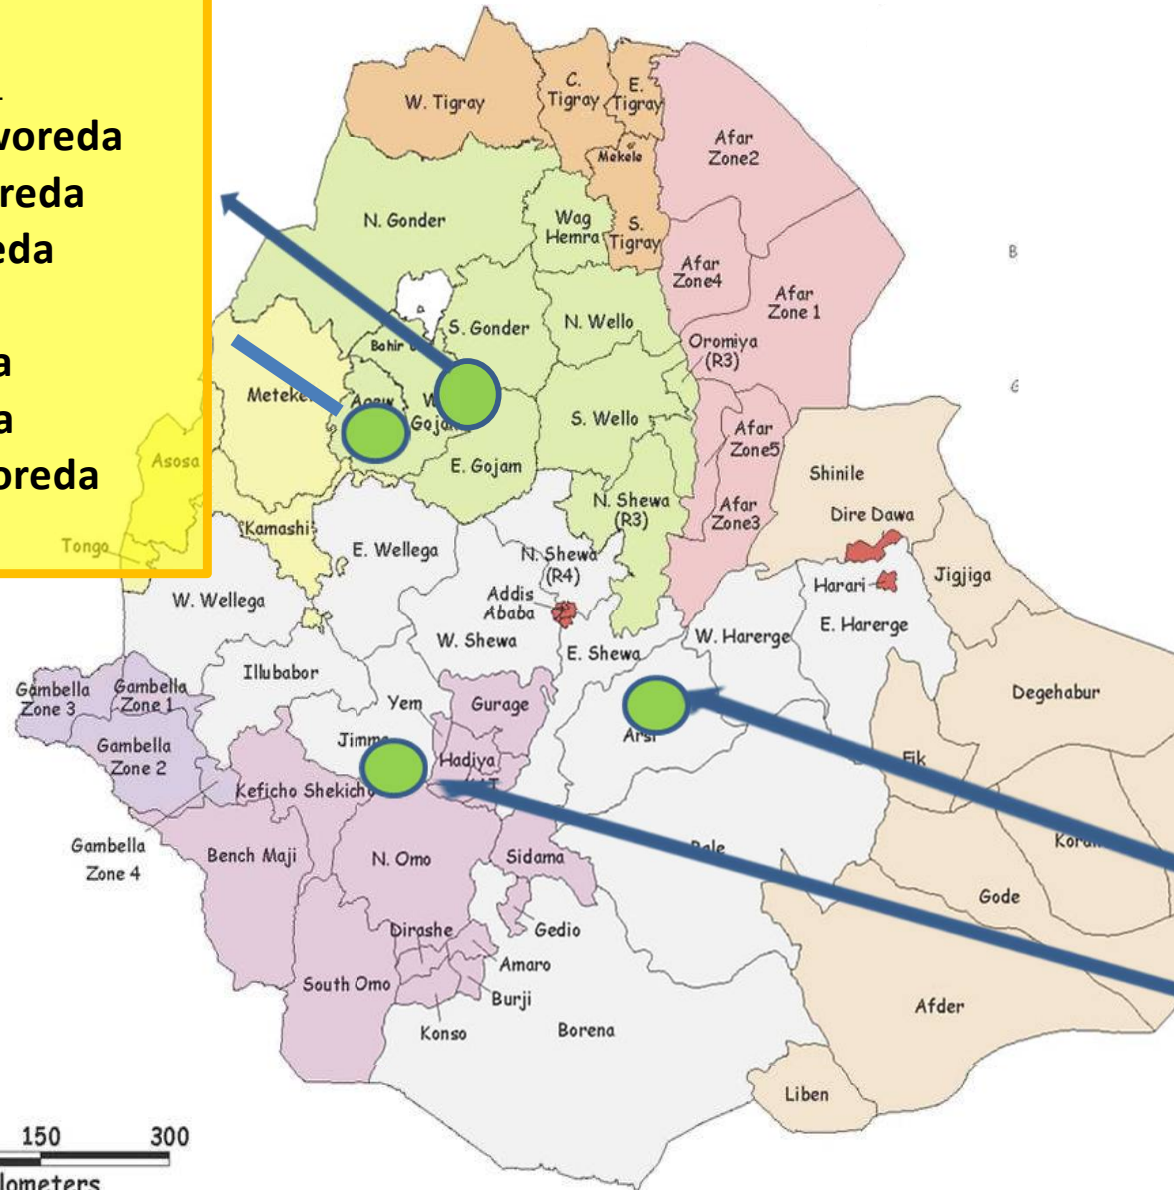 voreda
reda
eda
a
a
oreda
W. Tigray
C.
Tigray
E.
Tigray
Mekele
S.
Tigray
Afar
Zone2
N. Gonder
Wag
Hemra
Afar
Zone4
Afar
Zone 1
B
S. Gonder
N. Wello
Oromiya
(R3)
Bahir
G
Metekel
Agew
W.
Gojam
S. Wello
Afar
Zone5
Asosa
E. Gojam
Shinile
N. Shewa
(R3)
Afar
Zone3
Dire Dawa
Kamashi
Tongo
E. Wellega
N. Shewa
(R4)
Jigjiga
Harari
W. Wellega
Addis
Ababa
W. Shewa
W. Harerge
E. Harerge
E. Shewa
Illubabor
Gambella
Zone 3
Gambella
Zone 1
Yem
Gurage
Degehabur
Jimma
Arsi
Gambella
Zone 2
Hadiya
Fik
Kefichо Shekicho
Gambella
Zone 4
Bench Maji
N. Omo
Sidama
Bale
Gode
Dirashe
Gedio
Amaro
South Omo
Burji
Konso
Borena
Afder
Liben
150 300
lometers